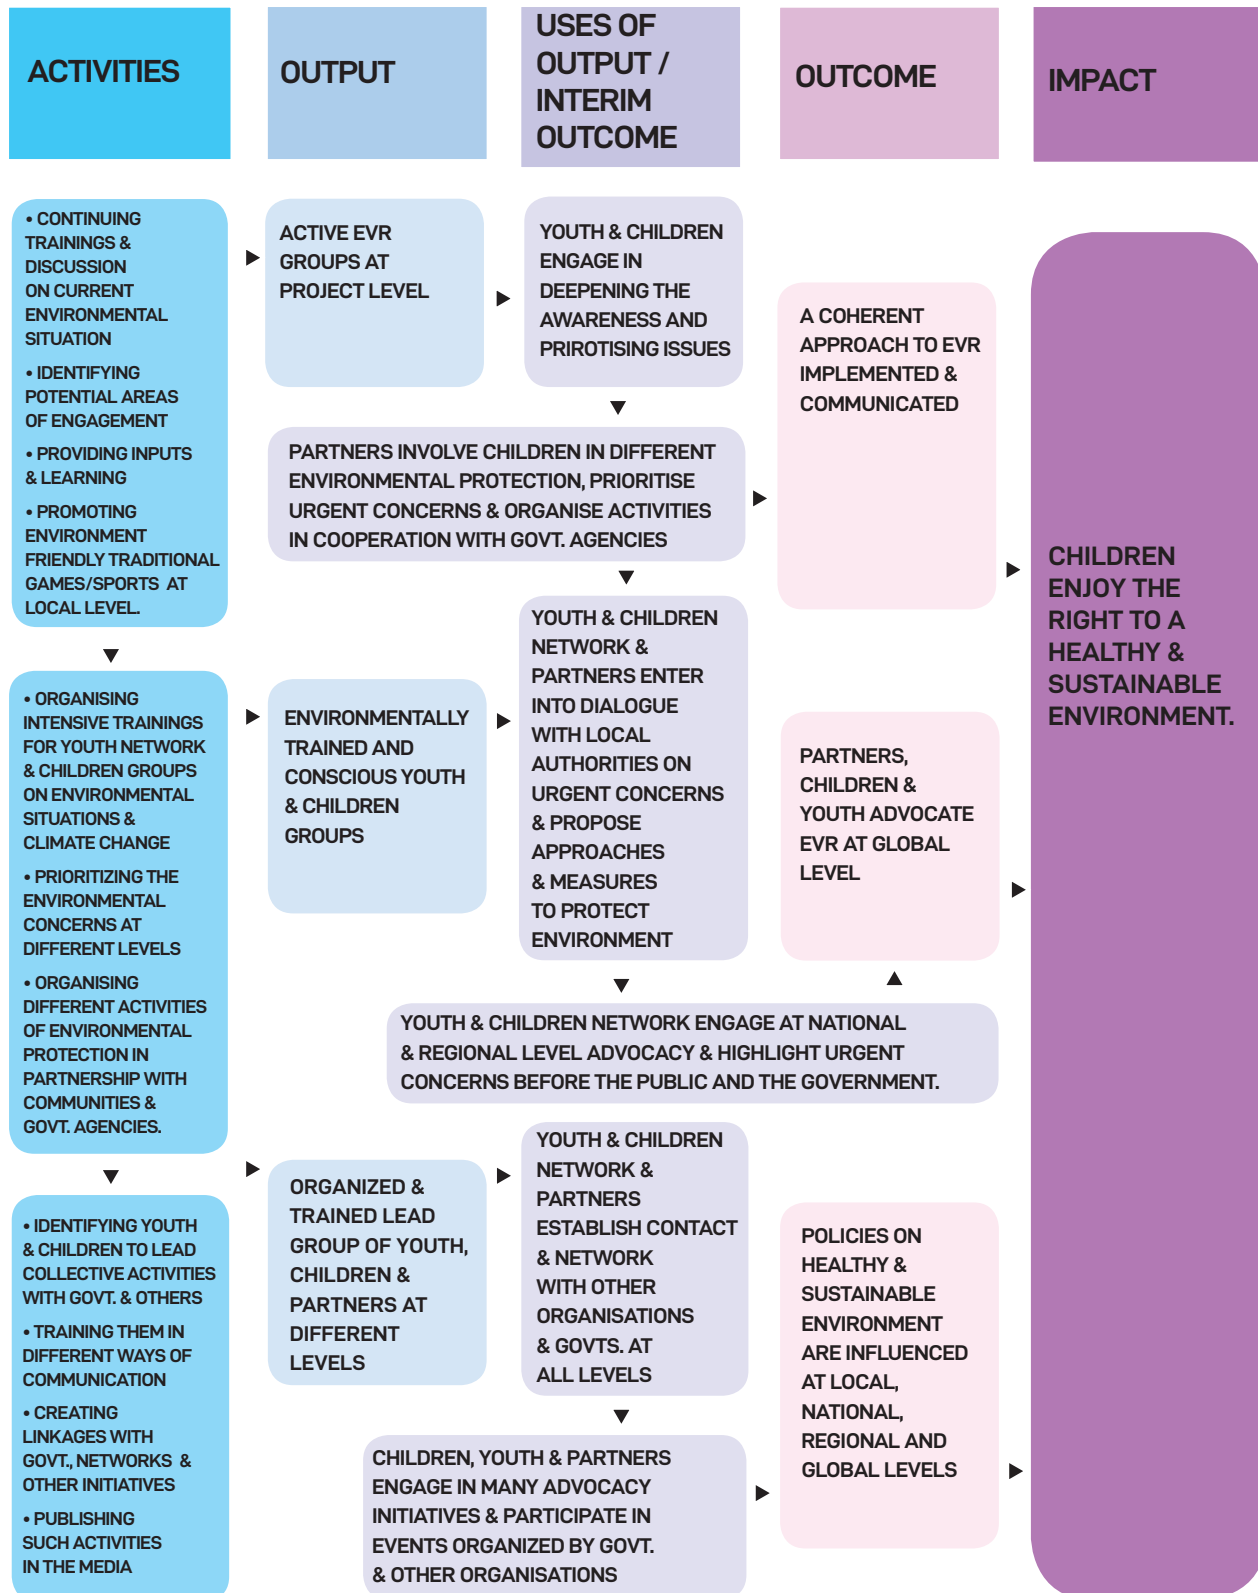 ACTIVITIES
OUTPUT
USES OF
OUTPUT /
INTERIM
OUTCOME
OUTCOME
IMPACT
• CONTINUING
TRAININGS &
DISCUSSION
ON CURRENT
ENVIRONMENTAL
SITUATION
• IDENTIFYING
POTENTIAL AREAS
OF ENGAGEMENT
• PROVIDING INPUTS
& LEARNING
• PROMOTING
ENVIRONMENT
FRIENDLY TRADITIONAL
GAMES/SPORTS AT
LOCAL LEVEL.
ACTIVE EVR
GROUPS AT
PROJECT LEVEL
YOUTH & CHILDREN
ENGAGE IN
DEEPENING THE
AWARENESS AND
PRIROTISING ISSUES
PARTNERS INVOLVE CHILDREN IN DIFFERENT
ENVIRONMENTAL PROTECTION, PRIORITISE
URGENT CONCERNS & ORGANISE ACTIVITIES
IN COOPERATION WITH GOVT. AGENCIES
A COHERENT
APPROACH TO EVR
IMPLEMENTED &
COMMUNICATED
CHILDREN
ENJOY THE
RIGHT TO A
HEALTHY &
SUSTAINABLE
ENVIRONMENT.
• ORGANISING
INTENSIVE TRAININGS
FOR YOUTH NETWORK
& CHILDREN GROUPS
ON ENVIRONMENTAL
SITUATIONS &
CLIMATE CHANGE
• PRIORITIZING THE
ENVIRONMENTAL
CONCERNS AT
DIFFERENT LEVELS
• ORGANISING
DIFFERENT ACTIVITIES
OF ENVIRONMENTAL
PROTECTION IN
PARTNERSHIP WITH
COMMUNITIES &
GOVT. AGENCIES.
ENVIRONMENTALLY
TRAINED AND
CONSCIOUS YOUTH
& CHILDREN
GROUPS
YOUTH & CHILDREN
NETWORK &
PARTNERS ENTER
INTO DIALOGUE
WITH LOCAL
AUTHORITIES ON
URGENT CONCERNS
& PROPOSE
APPROACHES
& MEASURES
TO PROTECT
ENVIRONMENT
PARTNERS,
CHILDREN &
YOUTH ADVOCATE
EVR AT GLOBAL
LEVEL
YOUTH & CHILDREN NETWORK ENGAGE AT NATIONAL
& REGIONAL LEVEL ADVOCACY & HIGHLIGHT URGENT
CONCERNS BEFORE THE PUBLIC AND THE GOVERNMENT.
• IDENTIFYING YOUTH
& CHILDREN TO LEAD
COLLECTIVE ACTIVITIES
WITH GOVT. & OTHERS
• TRAINING THEM IN
DIFFERENT WAYS OF
COMMUNICATION
• CREATING
LINKAGES WITH
GOVT., NETWORKS &
OTHER INITIATIVES
• PUBLISHING
SUCH ACTIVITIES
IN THE MEDIA
ORGANIZED &
TRAINED LEAD
GROUP OF YOUTH,
CHILDREN &
PARTNERS AT
DIFFERENT
LEVELS
YOUTH & CHILDREN
NETWORK &
PARTNERS
ESTABLISH CONTACT
& NETWORK
WITH OTHER
ORGANISATIONS
& GOVTS. AT
ALL LEVELS
CHILDREN, YOUTH & PARTNERS
ENGAGE IN MANY ADVOCACY
INITIATIVES & PARTICIPATE IN
EVENTS ORGANIZED BY GOVT.
& OTHER ORGANISATIONS
POLICIES ON
HEALTHY &
SUSTAINABLE
ENVIRONMENT
ARE INFLUENCED
AT LOCAL,
NATIONAL,
REGIONAL AND
GLOBAL LEVELS